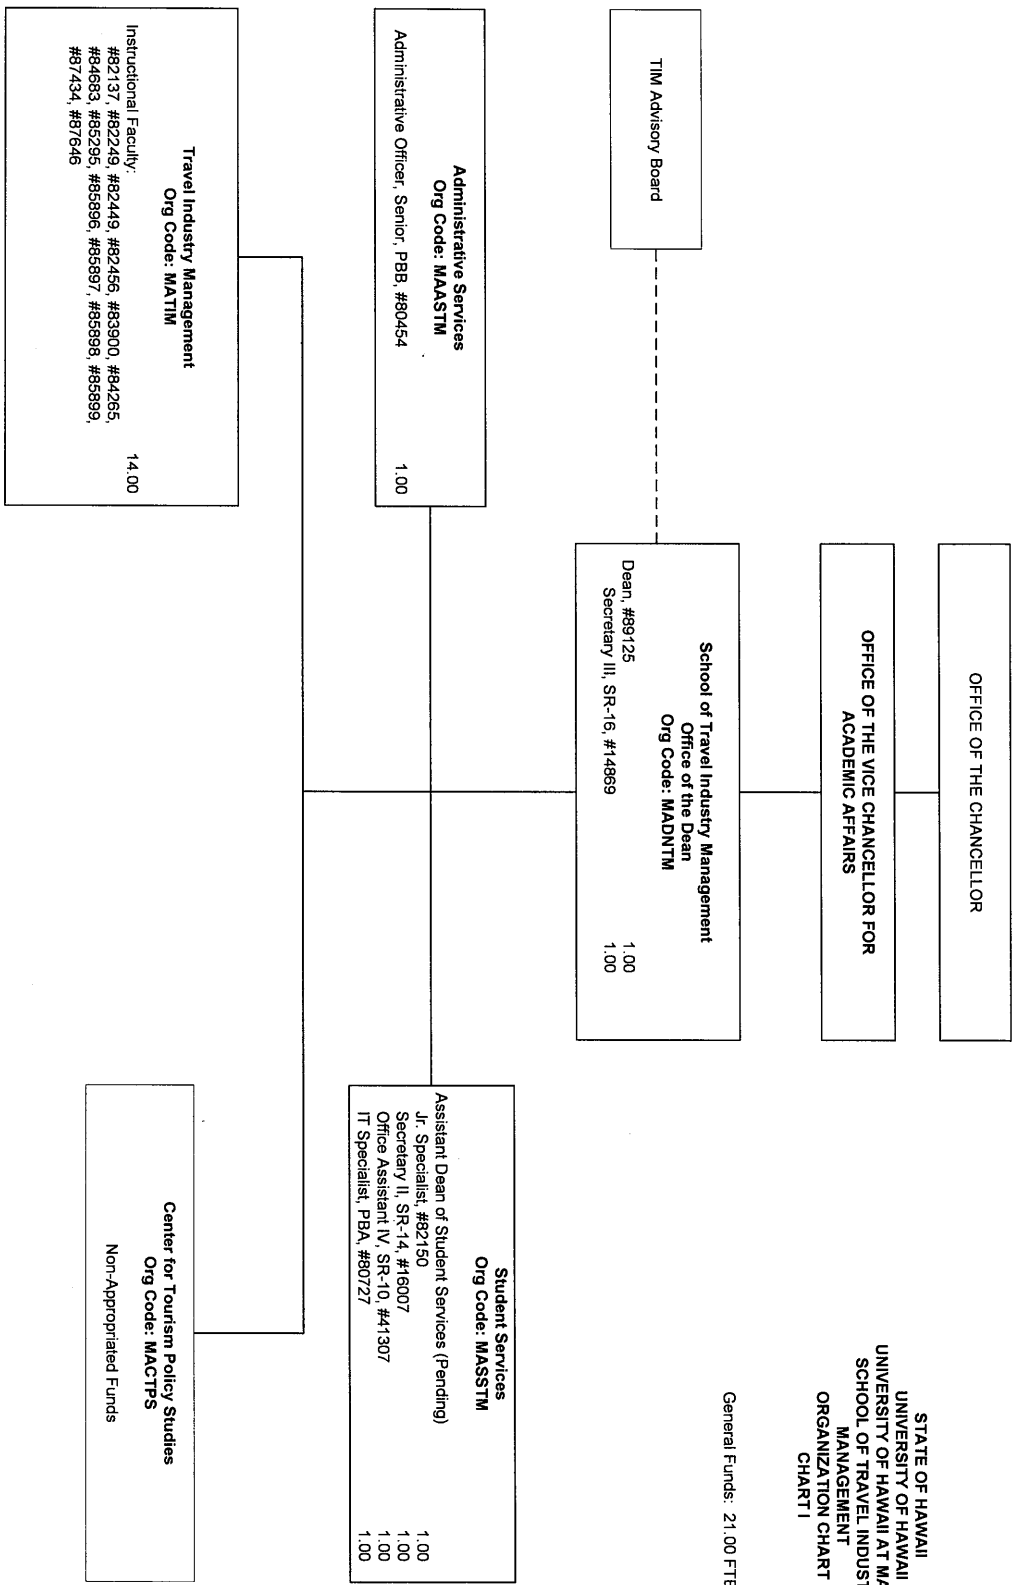 STATE OF HAWAII
UNIVERSITY OF HAWAII
UNIVERSITY OF HAWAII AT
SCHOOL OF TRAVEL
MANAGEMENT
ORGANIZATION CHART
CHART I
General Funds: 21.00 FTE
OFFICE OF THE CHANCELLOR
OFFICE OF THE VICE CHANCELLOR FOR
ACADEMIC AFFAIRS
TIM Advisory Board
School of Travel Industry Management
Office of the Dean
Org Code: MADNTM
Dean, #89125 1.00
Secretary III, SR-16, #14869 1.00
Administrative Services
Org Code: MAASTM
Administrative Officer, Senior, PBB, #80454 1.00
Student Services
Org Code: MASSTM
Assistant Dean of Student Services (Pending)
Jr. Specialist, #82150 1.00
Secretary II, SR-14, #16007 1.00
Office Assistant IV, SR-10, #41307 1.00
IT Specialist, PBA, #80727 1.00
Travel Industry Management
Org Code: MATIM
Instructional Faculty: 14.00
#82137, #82249, #82449, #82456, #83900, #84265,
#84683, #85295, #85896, #85897, #85898, #85899,
#87434, #87646
Center for Tourism Policy Studies
Org Code: MACTPS
Non-Appropriated Funds